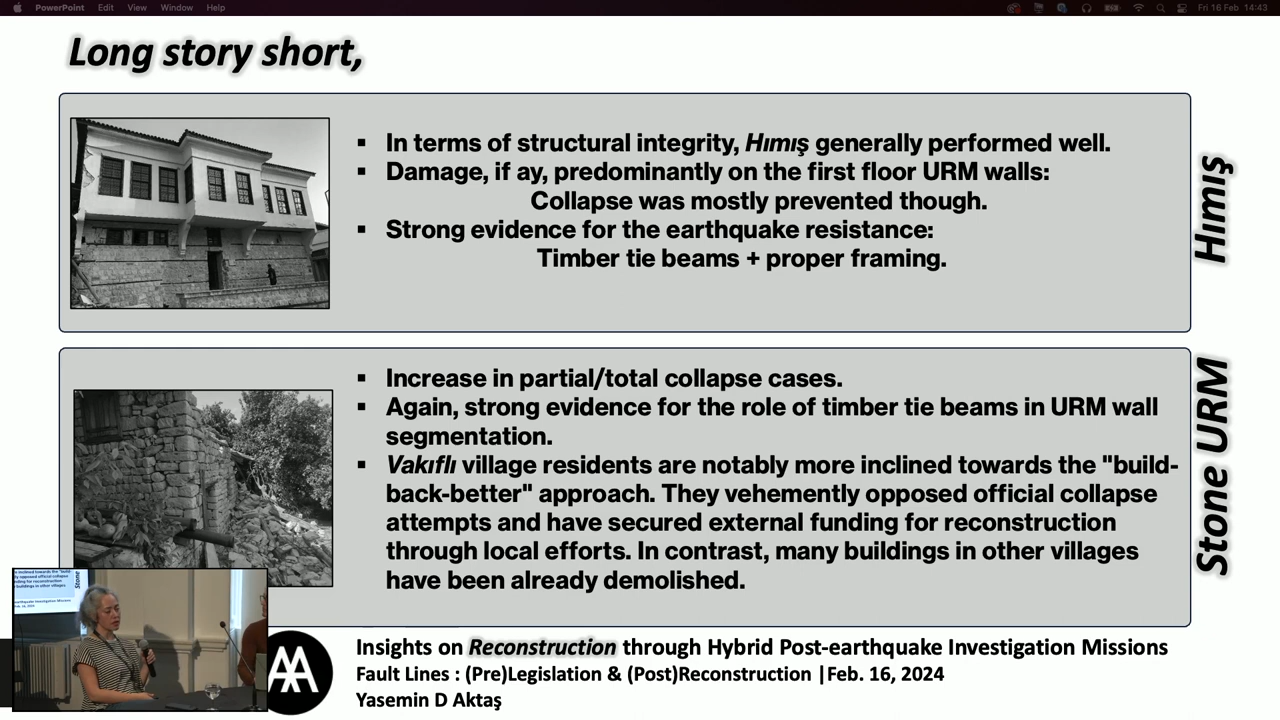 PowerPoint Edit View Window Help Fri 16 Feb 14:43
Long story short,
▪ In terms of structural integrity, Hımış generally performed well.
▪ Damage, if ay, predominantly on the first floor URM walls:
Collapse was mostly prevented though.
▪ Strong evidence for the earthquake resistance:
Timber tie beams + proper framing.
Hımış
▪ Increase in partial/total collapse cases.
▪ Again, strong evidence for the role of timber tie beams in URM wall
segmentation.
▪ Vakıflı village residents are notably more inclined towards the "build-
back-better" approach. They vehemently opposed official collapse
attempts and have secured external funding for reconstruction
through local efforts. In contrast, many buildings in other villages
have been already demolished.
Stone URM
AA
Insights on Reconstruction through Hybrid Post-earthquake Investigation Missions
Fault Lines : (Pre)Legislation & (Post)Reconstruction |Feb. 16, 2024
Yasemin D Aktaş